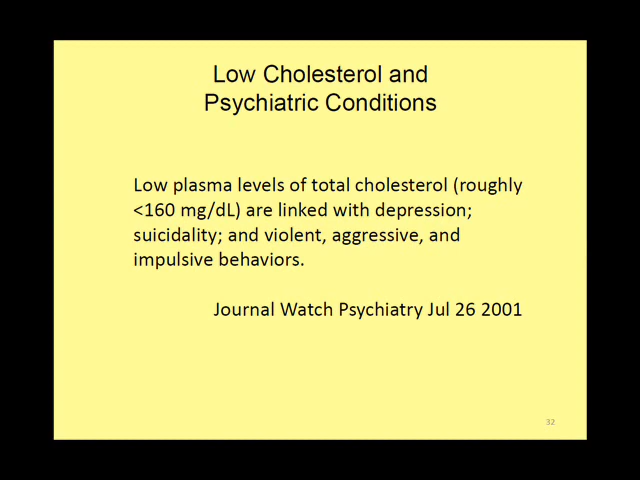 Low Cholesterol and
Psychiatric Conditions
Low plasma levels of total cholesterol (roughly
<160 mg/dL) are linked with depression;
suicidality; and violent, aggressive, and
impulsive behaviors.
Journal Watch Psychiatry Jul 26 2001
32